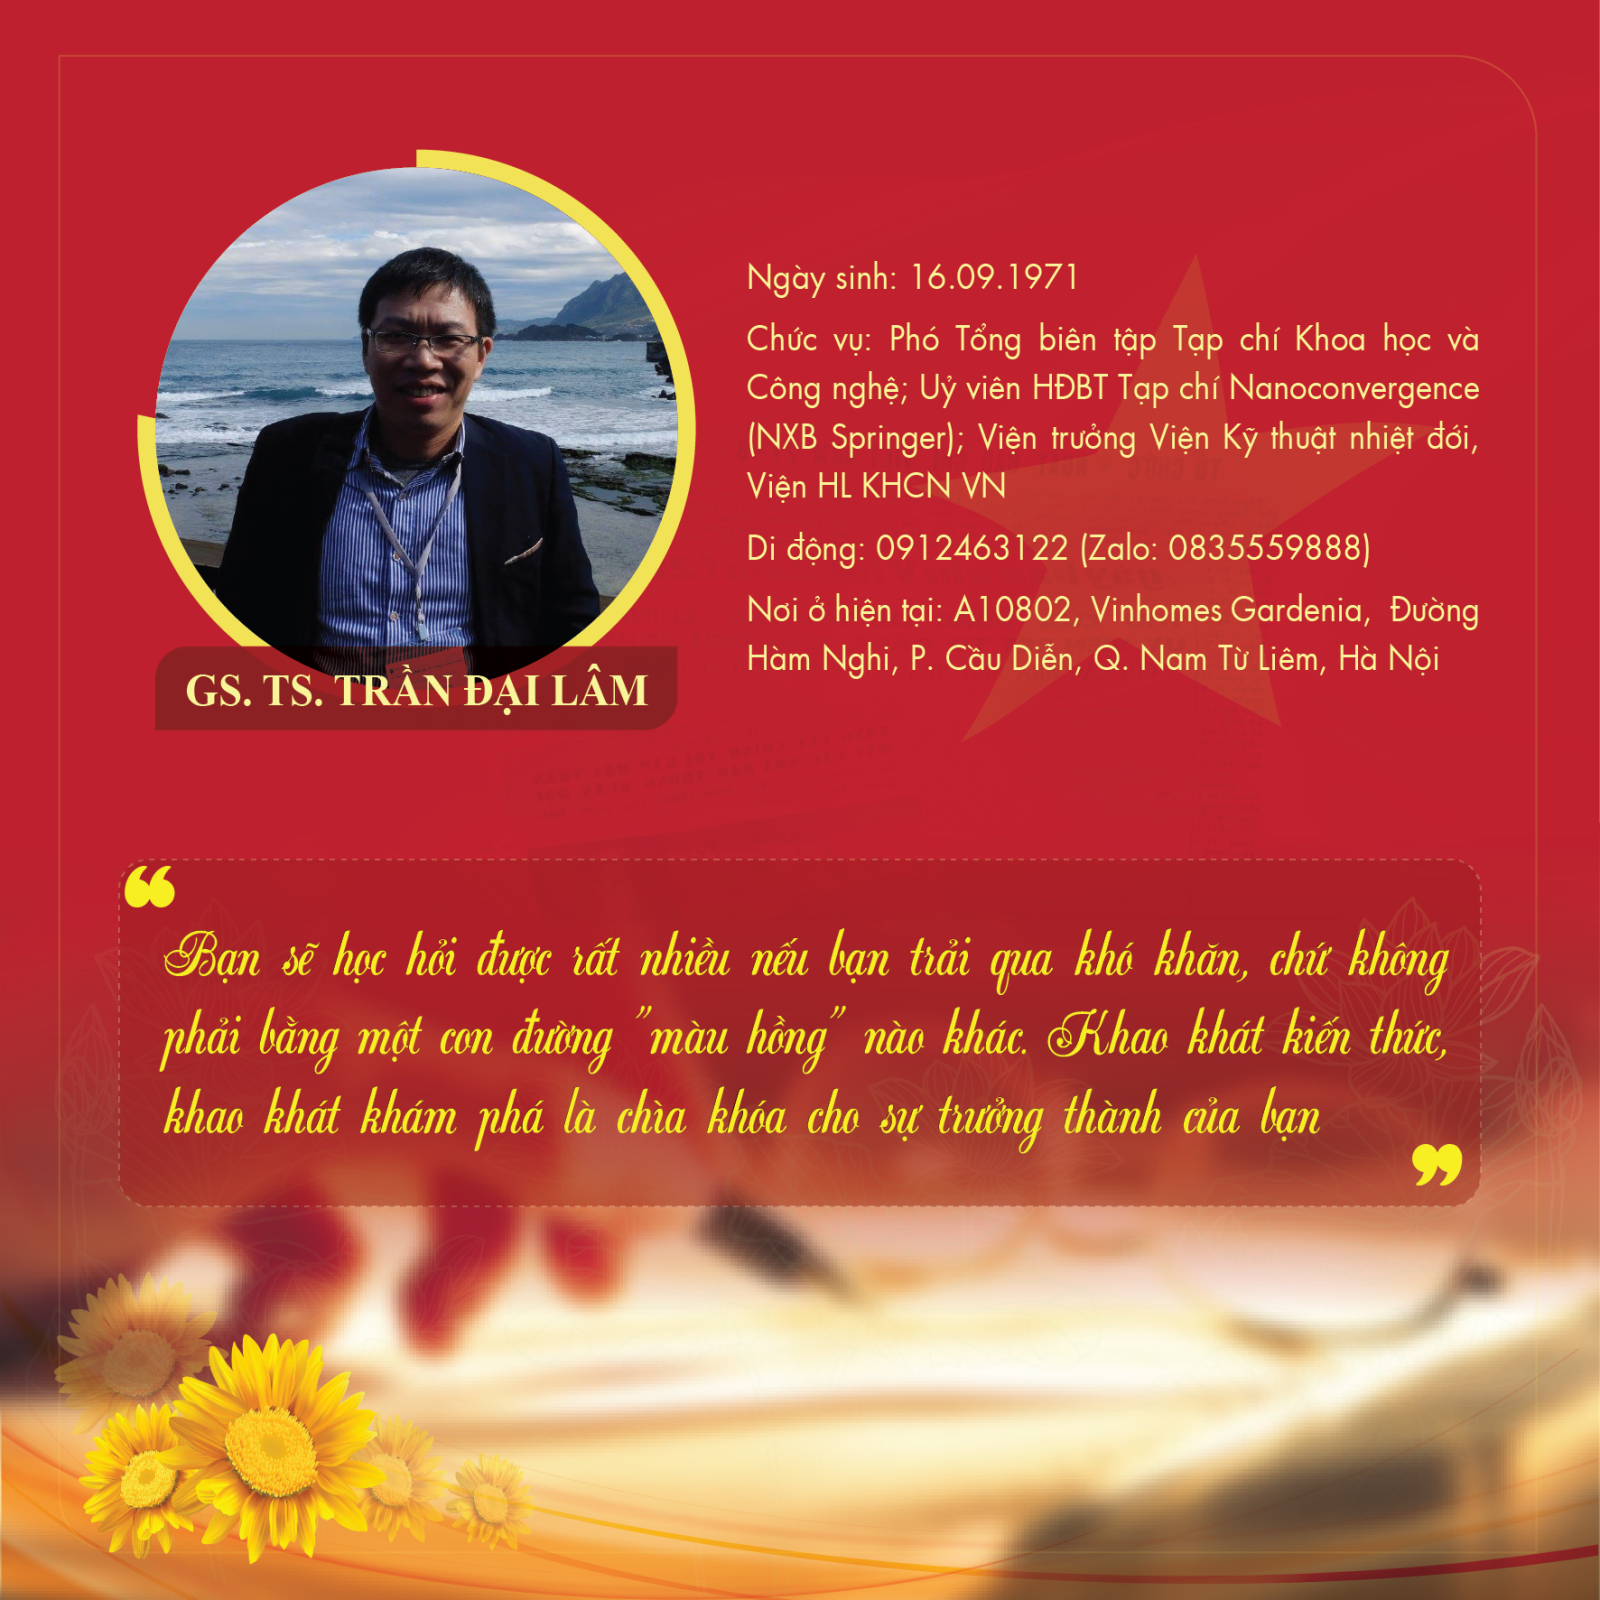 Ngày sinh: 16.09.1971
Chức vụ: Phó Tổng biên tập Tạp chí Khoa học và
Công nghệ; Uỷ viên HĐBT Tạp chí Nanoconvergence
(NXB Springer); Viện trưởng Viện Kỹ thuật nhiệt đới,
Viện HL KHCN VN
Di động: 0912463122 (Zalo: 0835559888)
Nơi ở hiện tại: A10802, Vinhomes Gardenia, Đường
Hàm Nghi, P. Cầu Diễn, Q. Nam Từ Liêm, Hà Nội
GS. TS. TRẦN ĐẠI LÂM
❝
Bạn sẽ học hỏi được rất nhiều nếu bạn trải qua khó khăn, chứ không
phải bằng một con đường "màu hồng" nào khác. Khao khát kiến thức,
khao khát khám phá là chìa khóa cho sự trưởng thành của bạn
❞